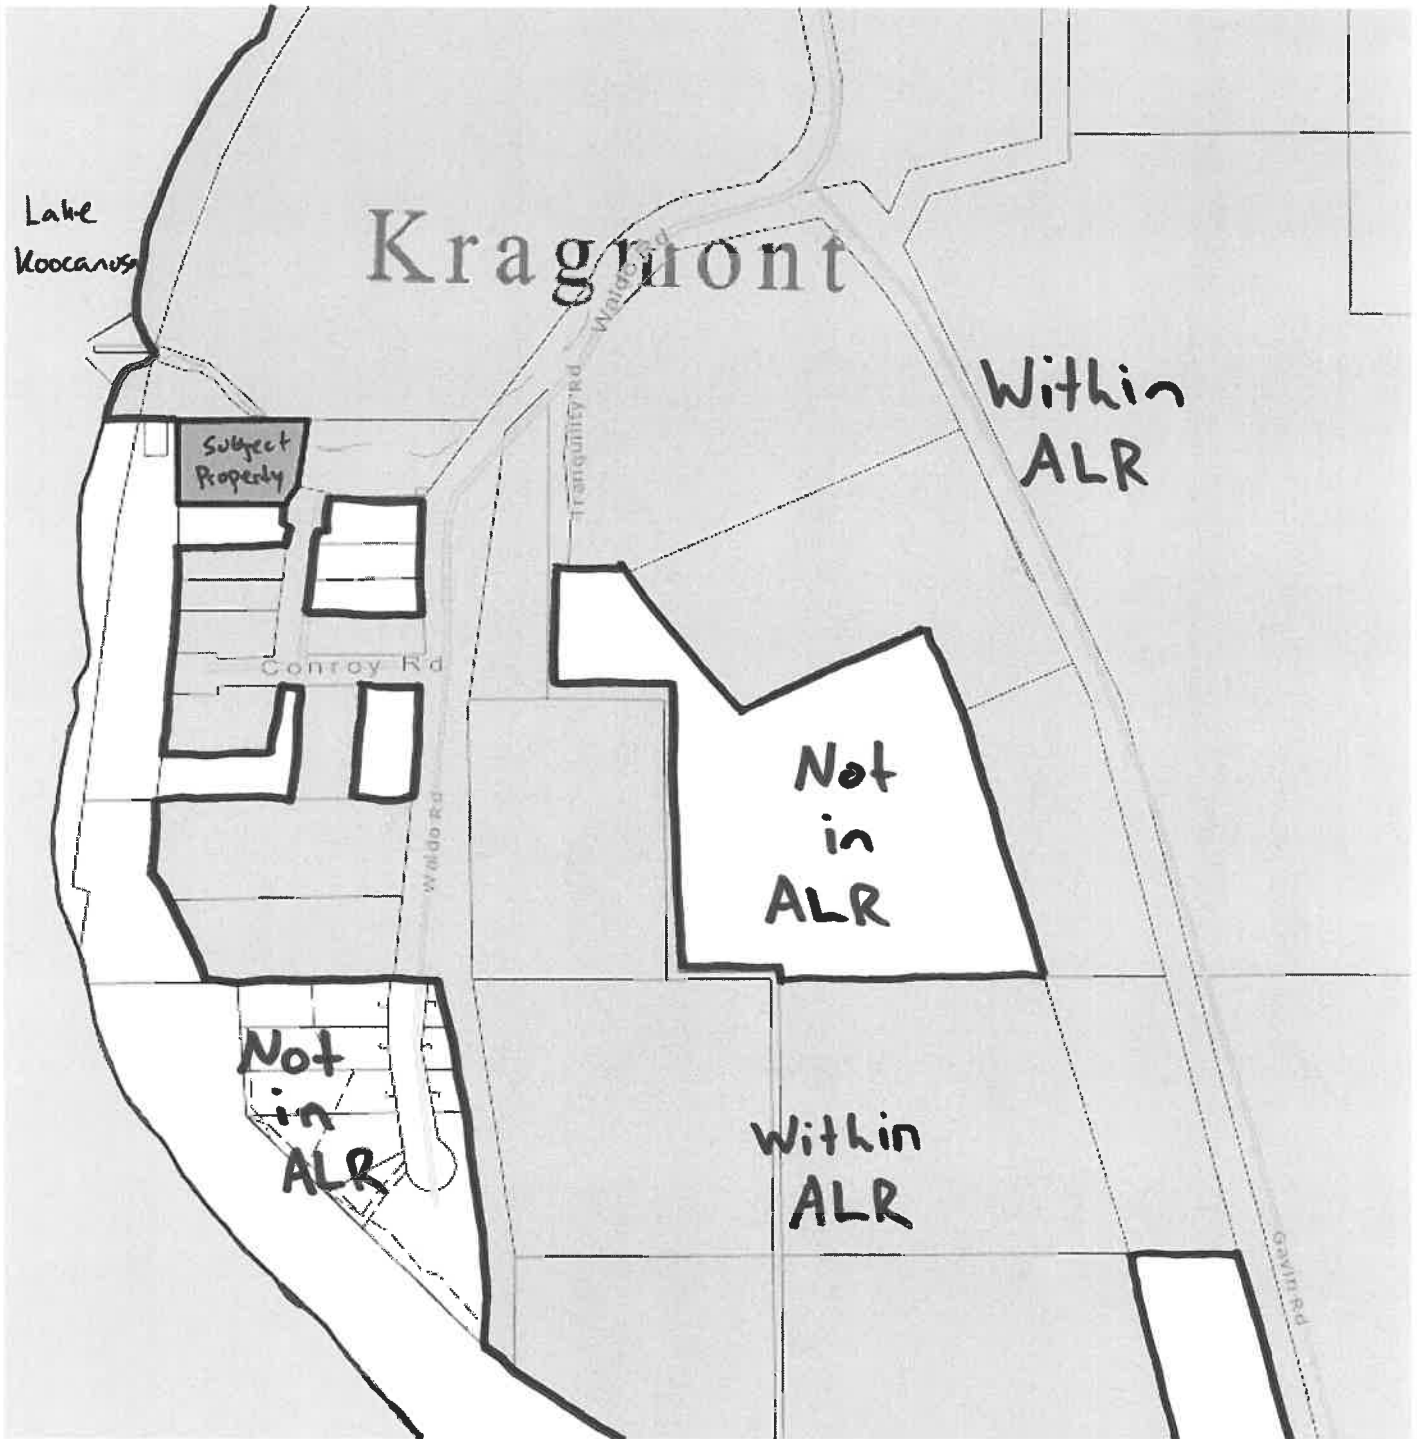 Lake
Koocanusa
Kragmont
Waldo Rd
Tranquility Rd
Within
ALR
Subject
Property
Conroy Rd
Not
in
ALR
Waldo Rd
Not
in
ALR
Within
ALR
Gavin Rd